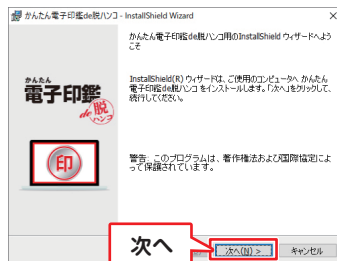 かんたん電子印鑑de脱ハンコ - InstallShield Wizard
かんたん電子印鑑de脱ハンコ用のInstallShield ウィザードへよう
こそ
かんたん
電子印鑑
de脱
ハンコ
InstallShield(R) ウィザードは、ご使用のコンピュータへ かんたん
電子印鑑de脱ハンコ をインストールします。「次へ」をクリックして、
続行してください。
印
警告: このプログラムは、著作権法および国際協定によ
って保護されています。
次へ
次へ(N) >
キャンセル